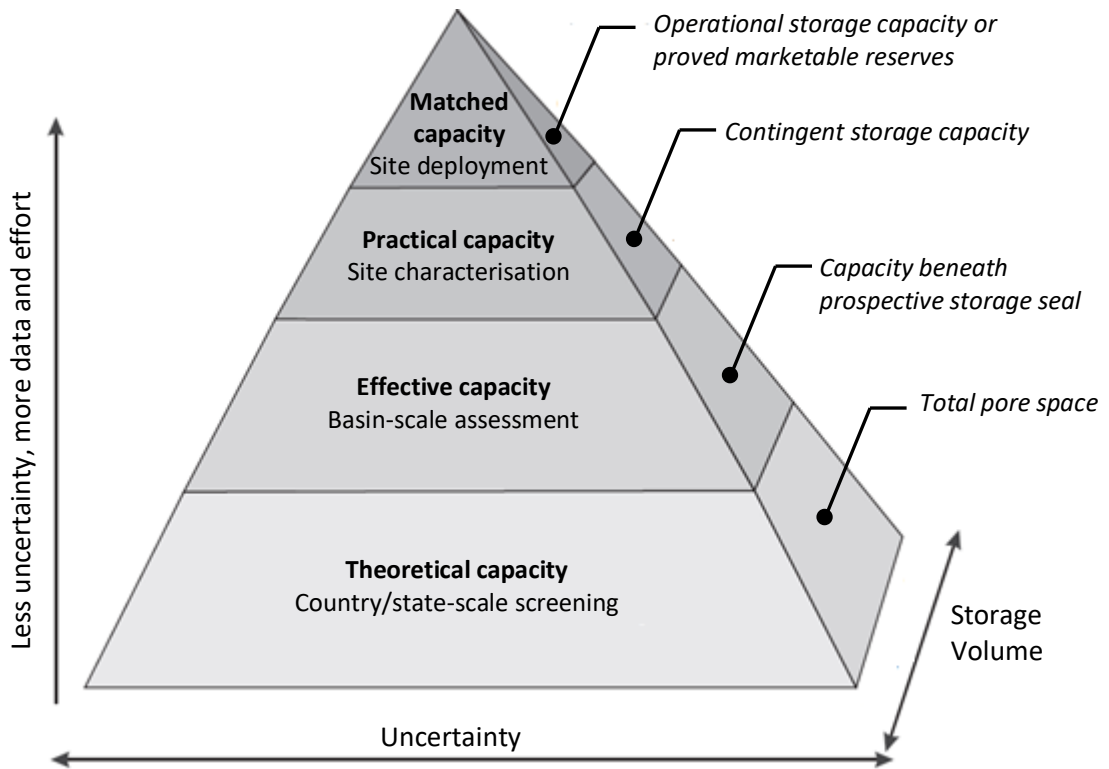 Operational storage capacity or
proved marketable reserves
Matched
capacity
Site deployment
Contingent storage capacity
Practical capacity
Site characterisation
Capacity beneath
prospective storage seal
Effective capacity
Basin-scale assessment
Total pore space
Theoretical capacity
Country/state-scale screening
Less uncertainty, more data and effort
Storage
Volume
Uncertainty